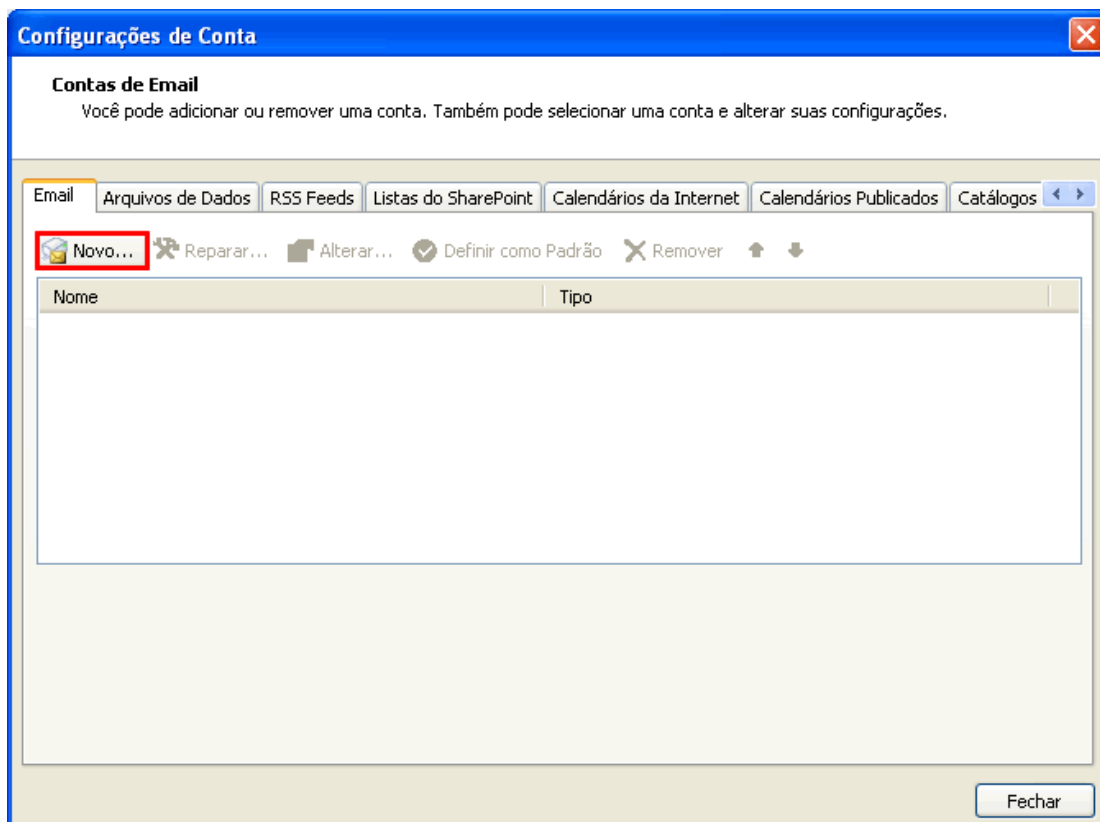 Configurações de Conta
Contas de Email
Você pode adicionar ou remover uma conta. Também pode selecionar uma conta e alterar suas configurações.
Email Arquivos de Dados RSS Feeds Listas do SharePoint Calendários da Internet Calendários Publicados Catálogos
Novo... Reparar... Alterar... Definir como Padrão Remover
Nome Tipo
Fechar